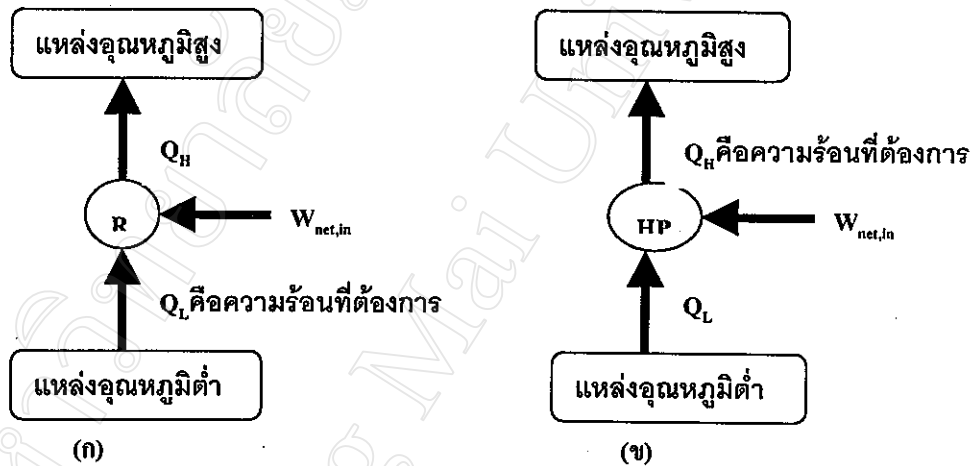 แหล่งอุณหภูมิสูง
Q_H
R
W_net,in
Q_Lคือความร้อนที่ต้องการ
แหล่งอุณหภูมิต่ำ
(ก)
แหล่งอุณหภูมิสูง
Q_Hคือความร้อนที่ต้องการ
HP
W_net,in
Q_L
แหล่งอุณหภูมิต่ำ
(ข)